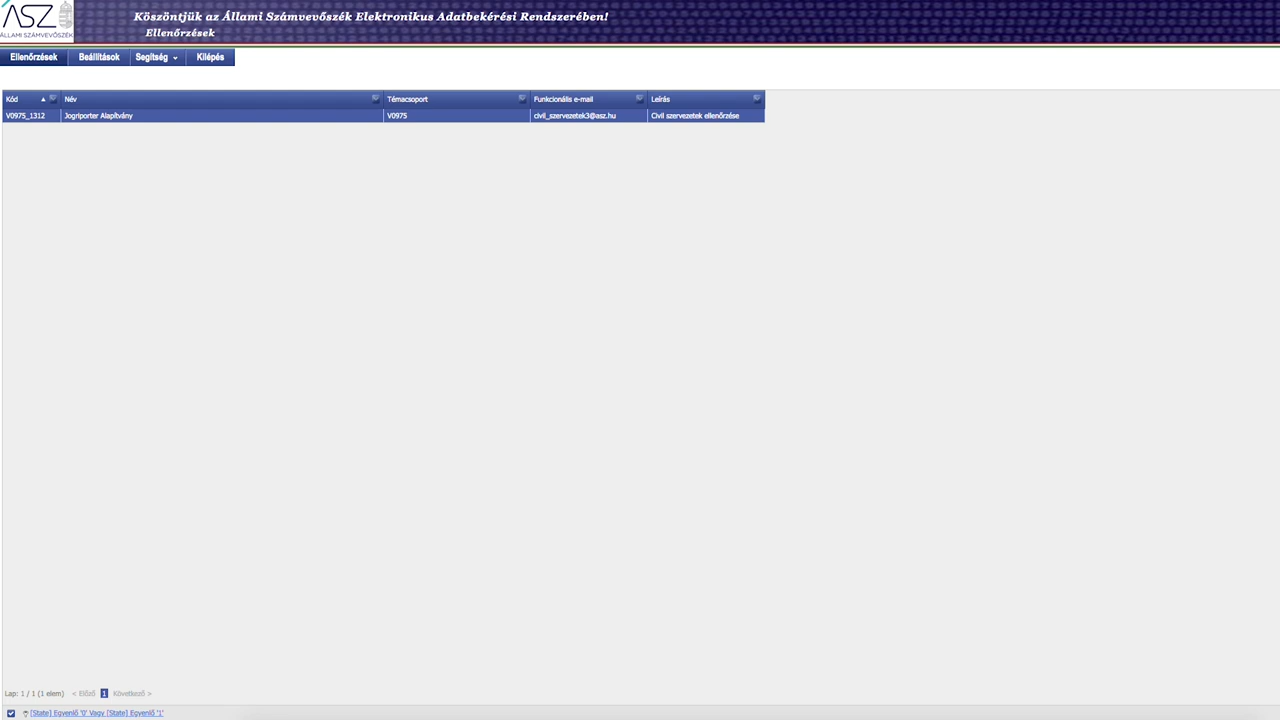 ÁSZ
ÁLLAMI SZÁMVEVŐSZÉK
Köszöntjük az Állami Számvevőszék Elektronikus Adatbekérési Rendszerében!
Ellenőrzések
Ellenőrzések Beállítások Segítség Kilépés
Kód Név Témacsoport Funkcionális e-mail Leírás
V0975_1312 Jogriporter Alapítvány V0975 civil_szervezetek3@asz.hu Civil szervezetek ellenőrzése
Lap: 1 / 1 (1 elem) < Előző 1 Következő >
[State] Egyenlő '0' Vagy [State] Egyenlő '1'